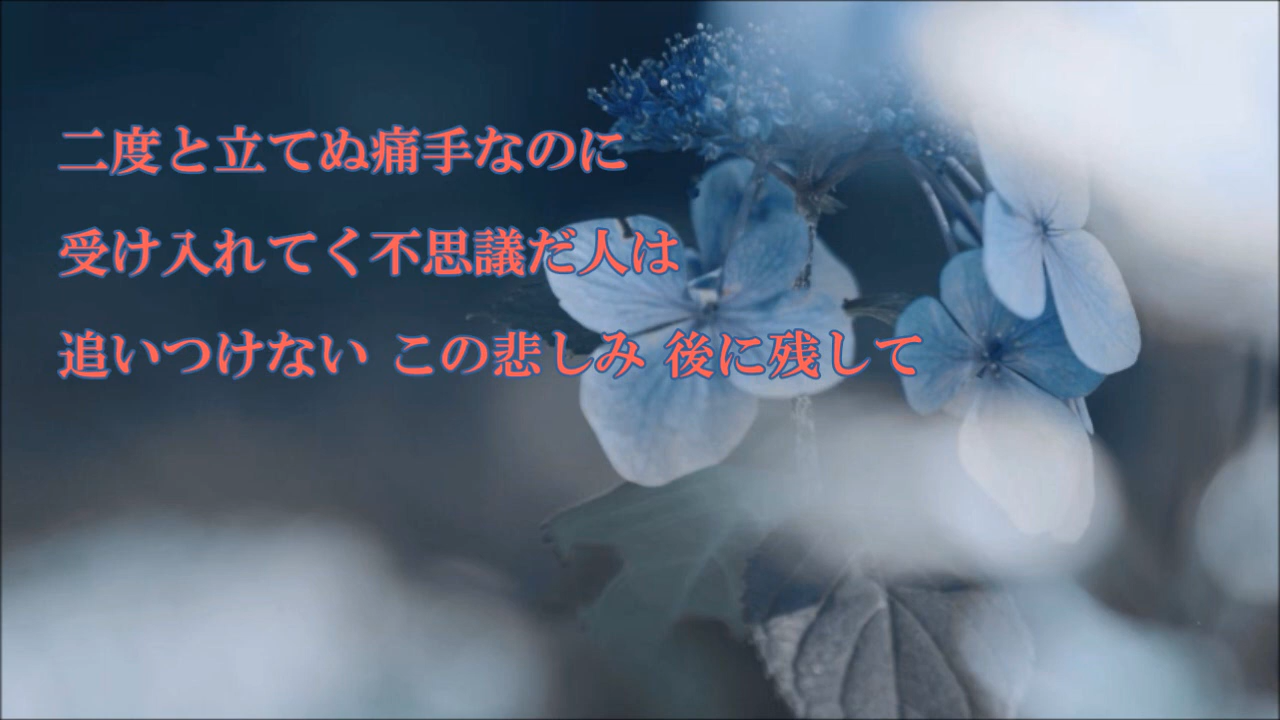 二度と立てぬ痛手なのに
受け入れてく不思議だ人は
追いつけない この悲しみ 後に残して